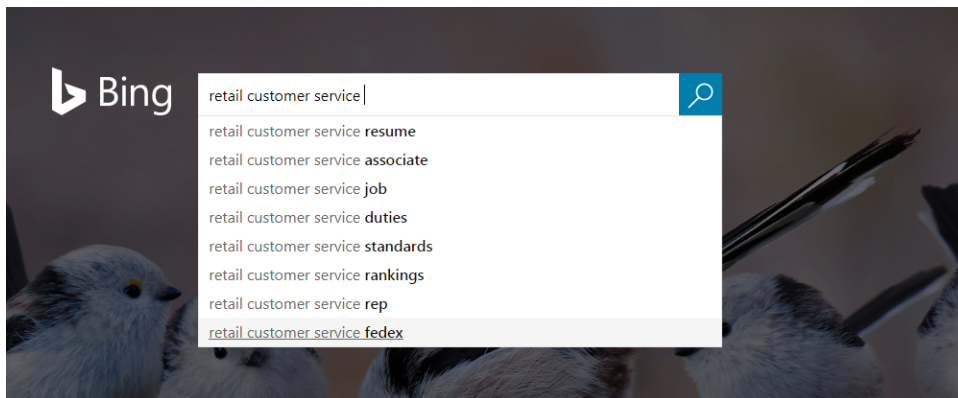 Bing
retail customer service
retail customer service resume
retail customer service associate
retail customer service job
retail customer service duties
retail customer service standards
retail customer service rankings
retail customer service rep
retail customer service fedex